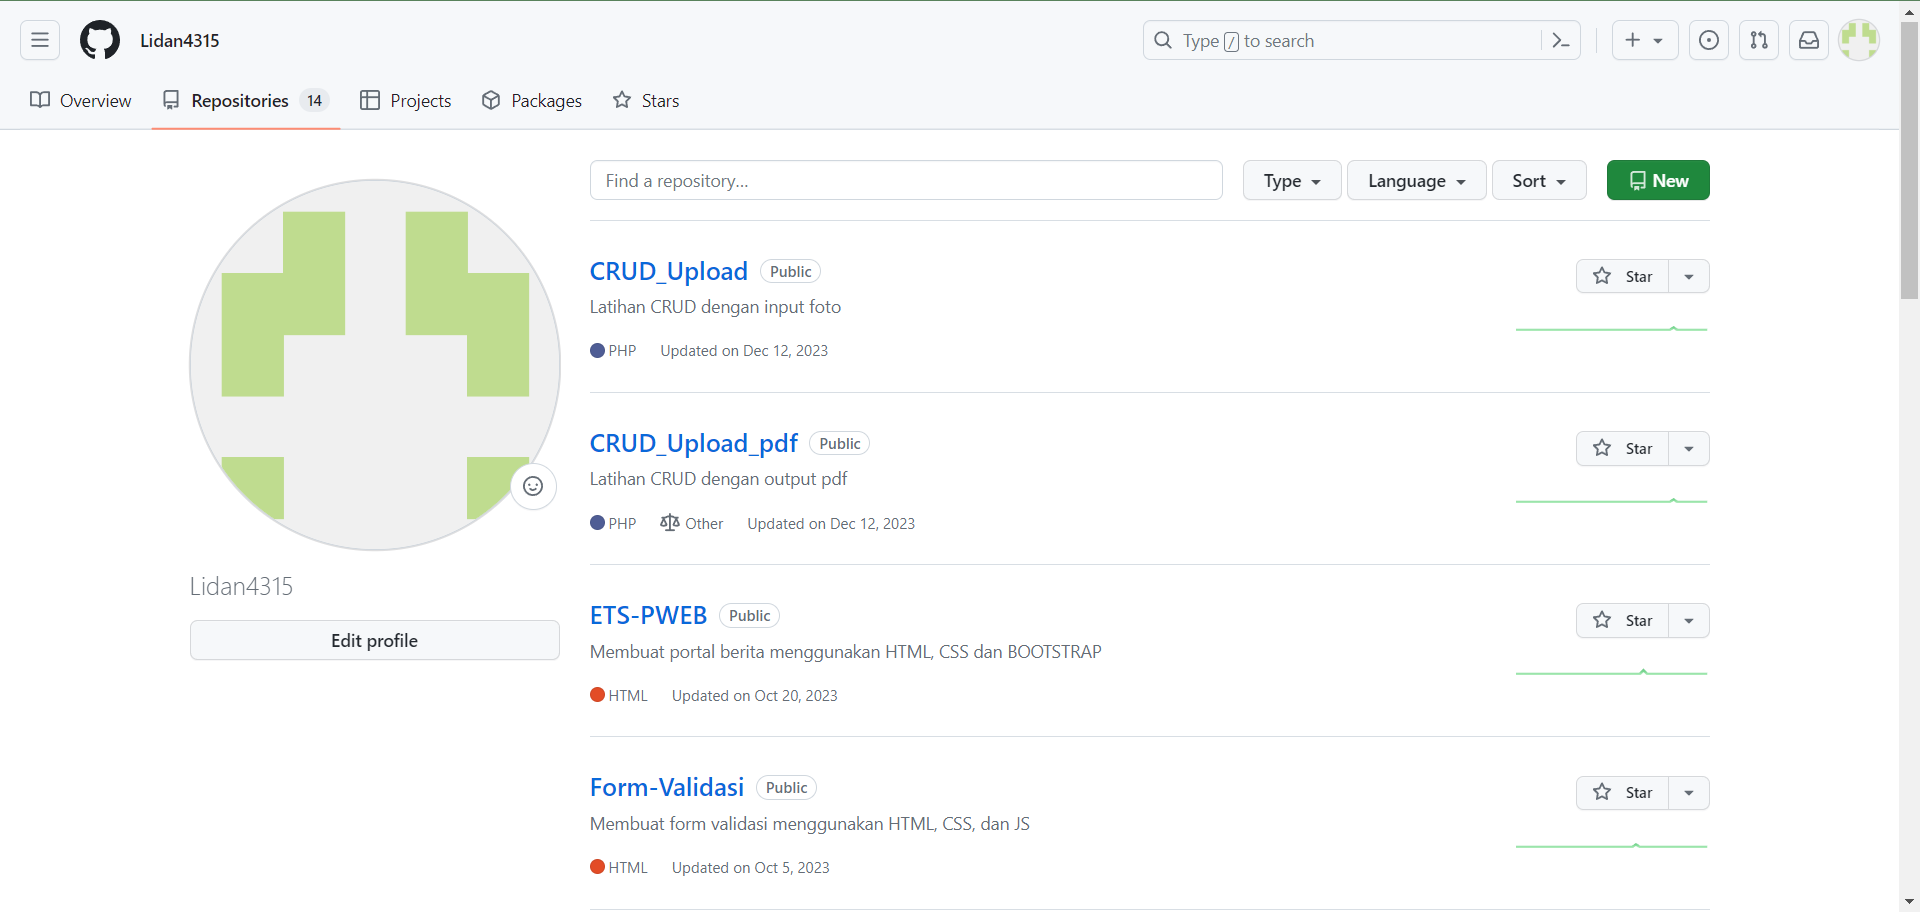 Lidan4315
Type / to search
Overview
Repositories 14
Projects
Packages
Stars
Find a repository...
Type
Language
Sort
New
CRUD_Upload Public
Star
Latihan CRUD dengan input foto
PHP Updated on Dec 12, 2023
CRUD_Upload_pdf Public
Star
Latihan CRUD dengan output pdf
PHP Other Updated on Dec 12, 2023
ETS-PWEB Public
Star
Membuat portal berita menggunakan HTML, CSS dan BOOTSTRAP
HTML Updated on Oct 20, 2023
Form-Validasi Public
Star
Membuat form validasi menggunakan HTML, CSS, dan JS
HTML Updated on Oct 5, 2023
Lidan4315
Edit profile